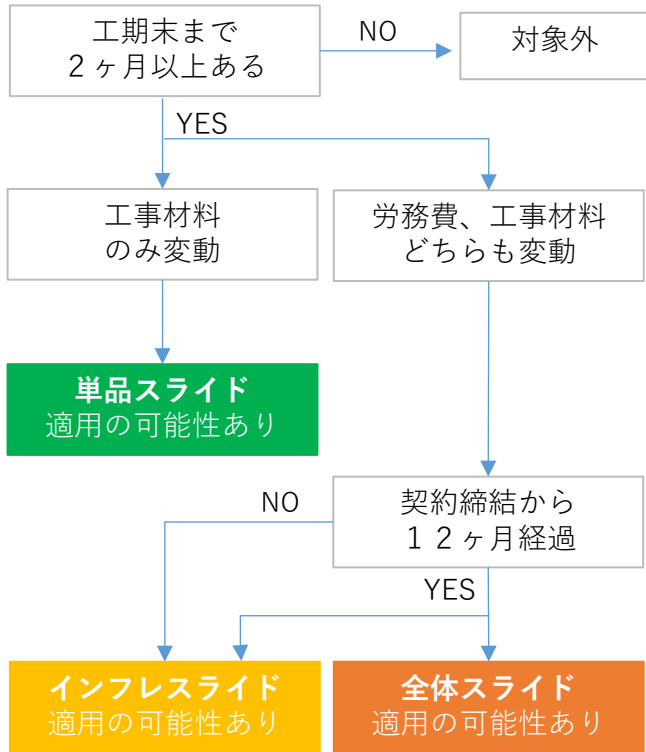 工期末まで
２ヶ月以上ある
NO
対象外
YES
工事材料
のみ変動
労務費、工事材料
どちらも変動
単品スライド
適用の可能性あり
契約締結から
１２ヶ月経過
NO
YES
インフレスライド
適用の可能性あり
全体スライド
適用の可能性あり